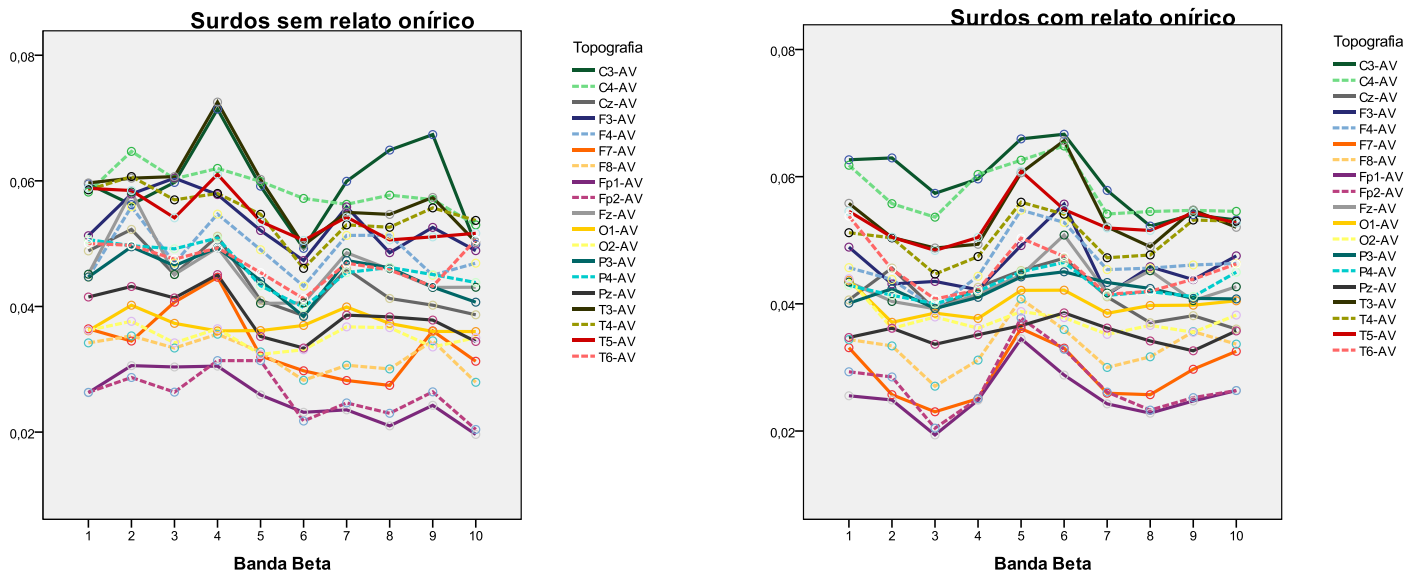 Surdos sem relato onírico
0,08
0,06
0,04
0,02
1 2 3 4 5 6 7 8 9 10
Banda Beta
Topografia
C3-AV
C4-AV
Cz-AV
F3-AV
F4-AV
F7-AV
F8-AV
Fp1-AV
Fp2-AV
Fz-AV
O1-AV
O2-AV
P3-AV
P4-AV
Pz-AV
T3-AV
T4-AV
T5-AV
T6-AV
Surdos com relato onírico
0,08
0,06
0,04
0,02
1 2 3 4 5 6 7 8 9 10
Banda Beta
Topografia
C3-AV
C4-AV
Cz-AV
F3-AV
F4-AV
F7-AV
F8-AV
Fp1-AV
Fp2-AV
Fz-AV
O1-AV
O2-AV
P3-AV
P4-AV
Pz-AV
T3-AV
T4-AV
T5-AV
T6-AV